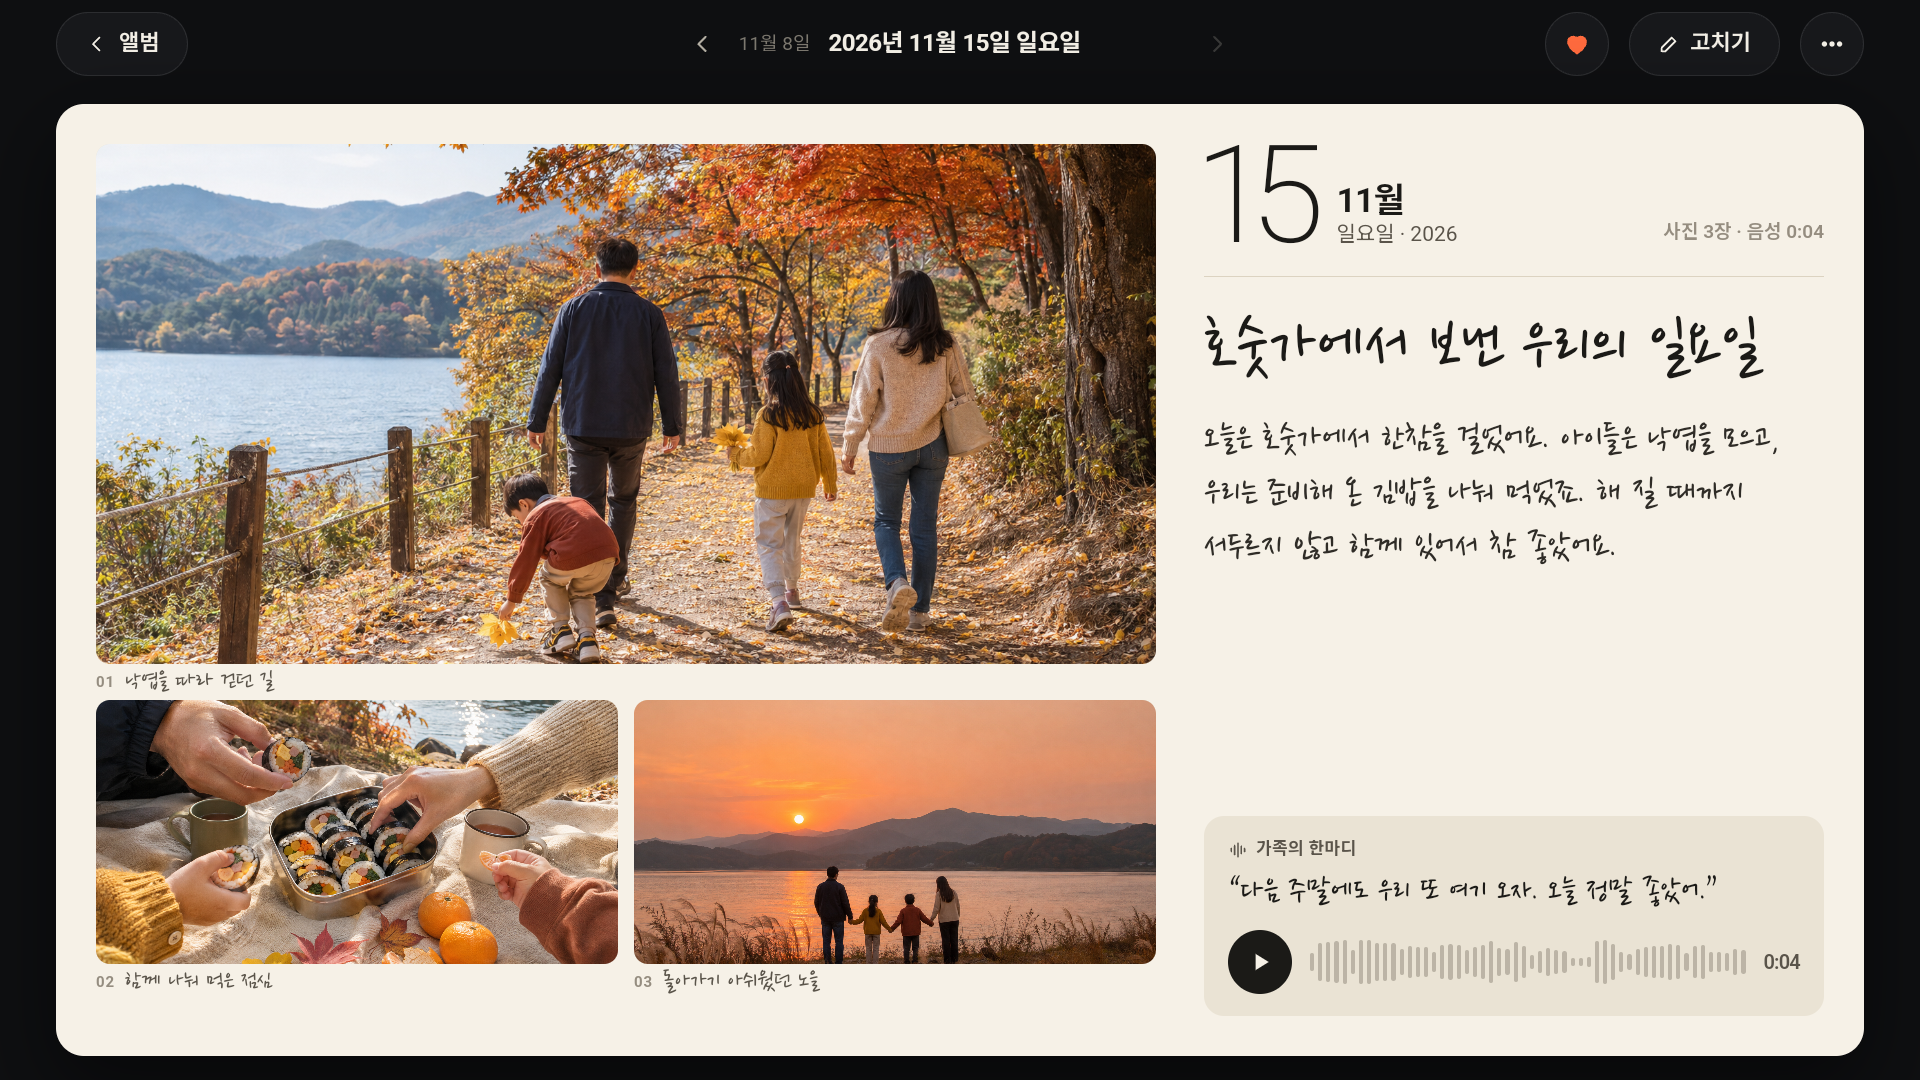 앨범
11월 8일 2026년 11월 15일 일요일
고치기
15
11월
일요일 · 2026
사진 3장 · 음성 0:04
호숫가에서 보낸 우리의 일요일
오늘은 호숫가에서 한참을 걸었어요. 아이들은 낙엽을 모으고,
우리는 준비해 온 김밥을 나눠 먹었죠. 해 질 때까지
서두르지 않고 함께 있어서 참 좋았어요.
01 낙엽을 따라 걷던 길
02 함께 나눠 먹은 점심
03 돌아가기 아쉬웠던 노을
가족의 한마디
“다음 주말에도 우리 또 여기 오자. 오늘 정말 좋았어.”
0:04